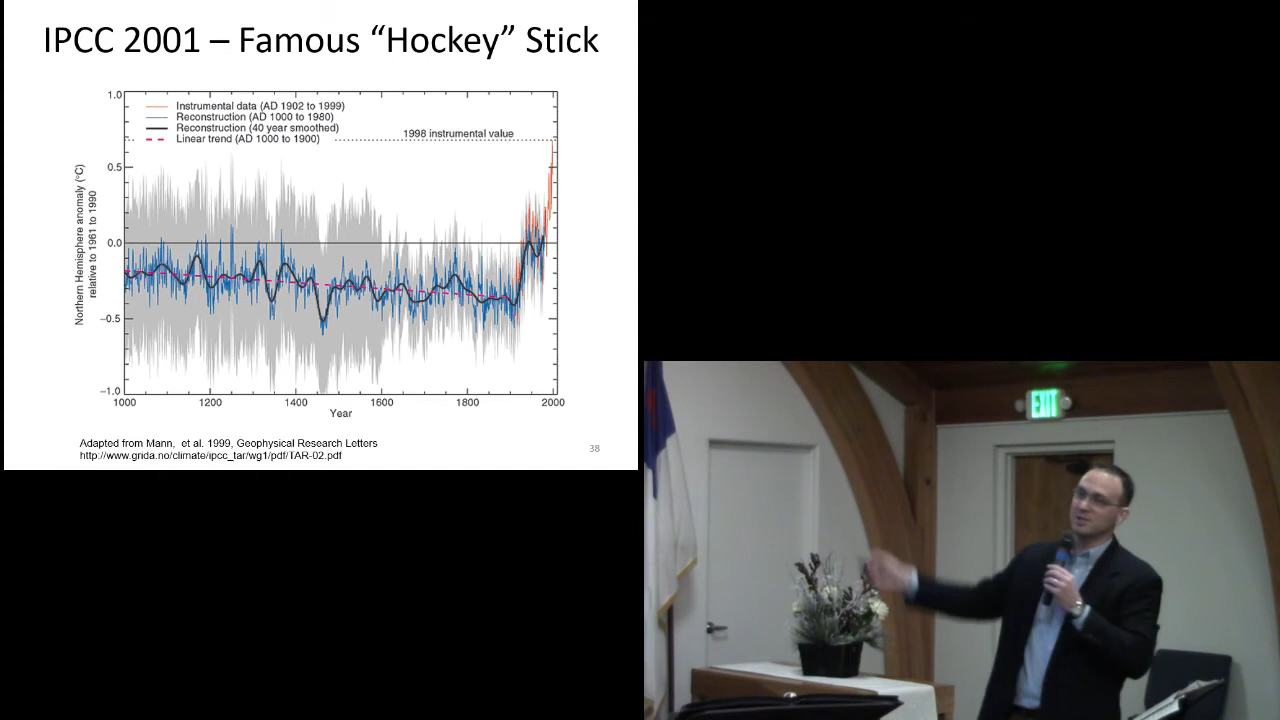 IPCC 2001 – Famous “Hockey” Stick
1.0
Instrumental data (AD 1902 to 1999)
Reconstruction (AD 1000 to 1980)
Reconstruction (40 year smoothed)
Linear trend (AD 1000 to 1900)
1998 instrumental value
0.5
0.0
−0.5
−1.0
Northern Hemisphere anomaly (°C)
relative to 1961 to 1990
1000 1200 1400 1600 1800 2000
Year
Adapted from Mann, et al. 1999, Geophysical Research Letters
http://www.grida.no/climate/ipcc_tar/wg1/pdf/TAR-02.pdf
38
EXIT